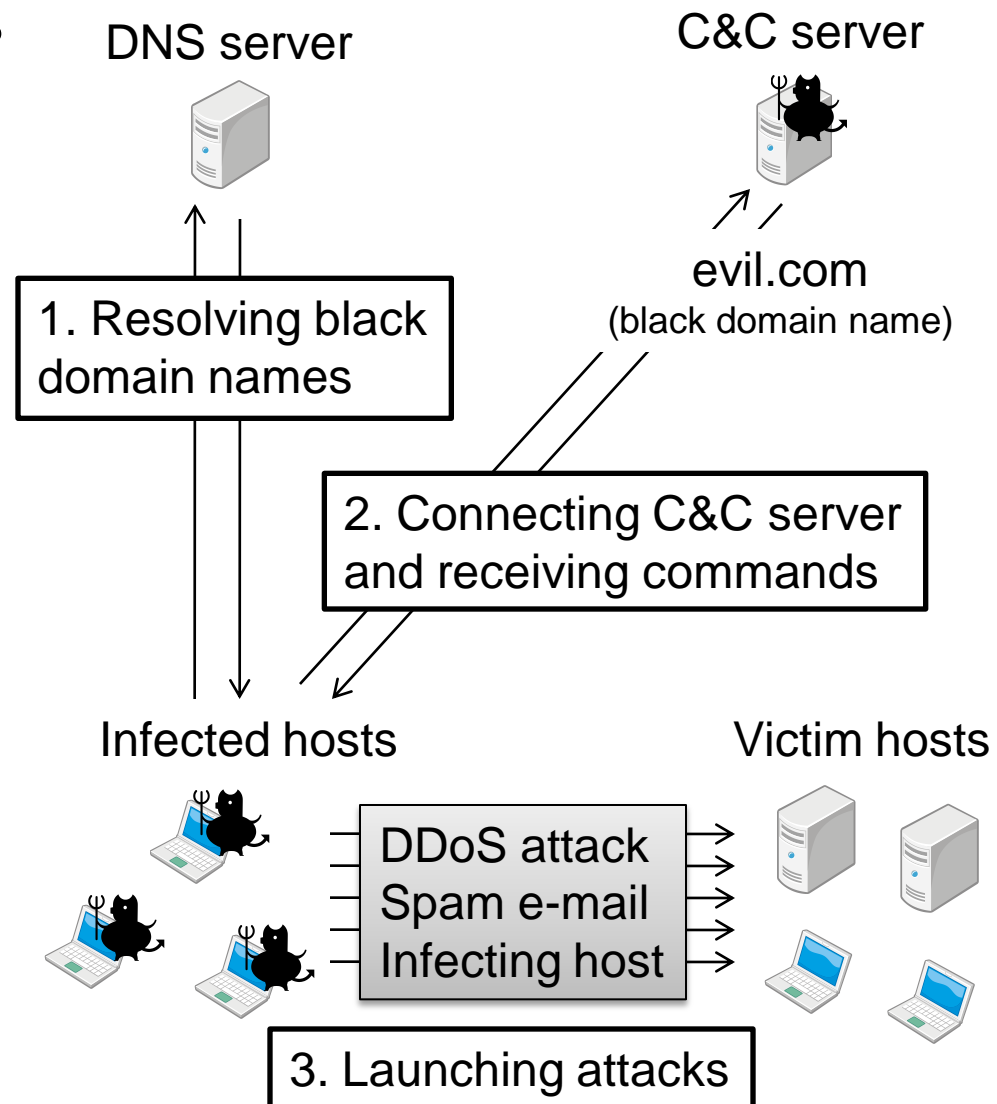 DNS server
C&C server
evil.com
(black domain name)
1. Resolving black
domain names
2. Connecting C&C server
and receiving commands
Infected hosts
Victim hosts
DDoS attack
Spam e-mail
Infecting host
3. Launching attacks